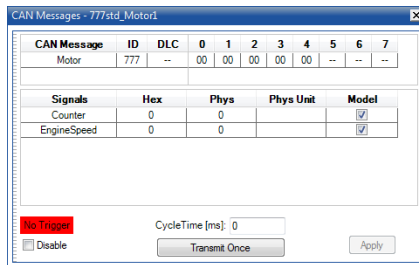 CAN Messages - 777std_Motor1
CAN Message ID DLC 0 1 2 3 4 5 6 7
Motor 777 -- 00 00 00 00 00 -- -- --
Signals Hex Phys Phys Unit Model
Counter 0 0
EngineSpeed 0 0
No Trigger CycleTime [ms]: 0
Disable Transmit Once Apply